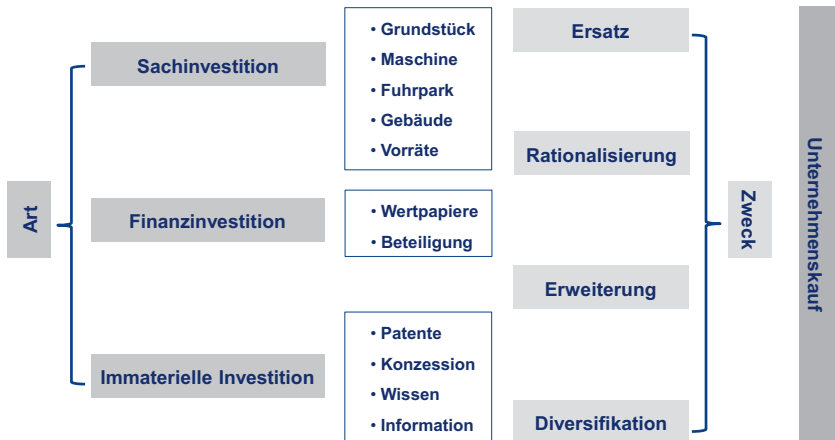 Art
Sachinvestition
• Grundstück
• Maschine
• Fuhrpark
• Gebäude
• Vorräte
Finanzinvestition
• Wertpapiere
• Beteiligung
Immaterielle Investition
• Patente
• Konzession
• Wissen
• Information
Ersatz
Rationalisierung
Erweiterung
Diversifikation
Zweck
Unternehmenskauf